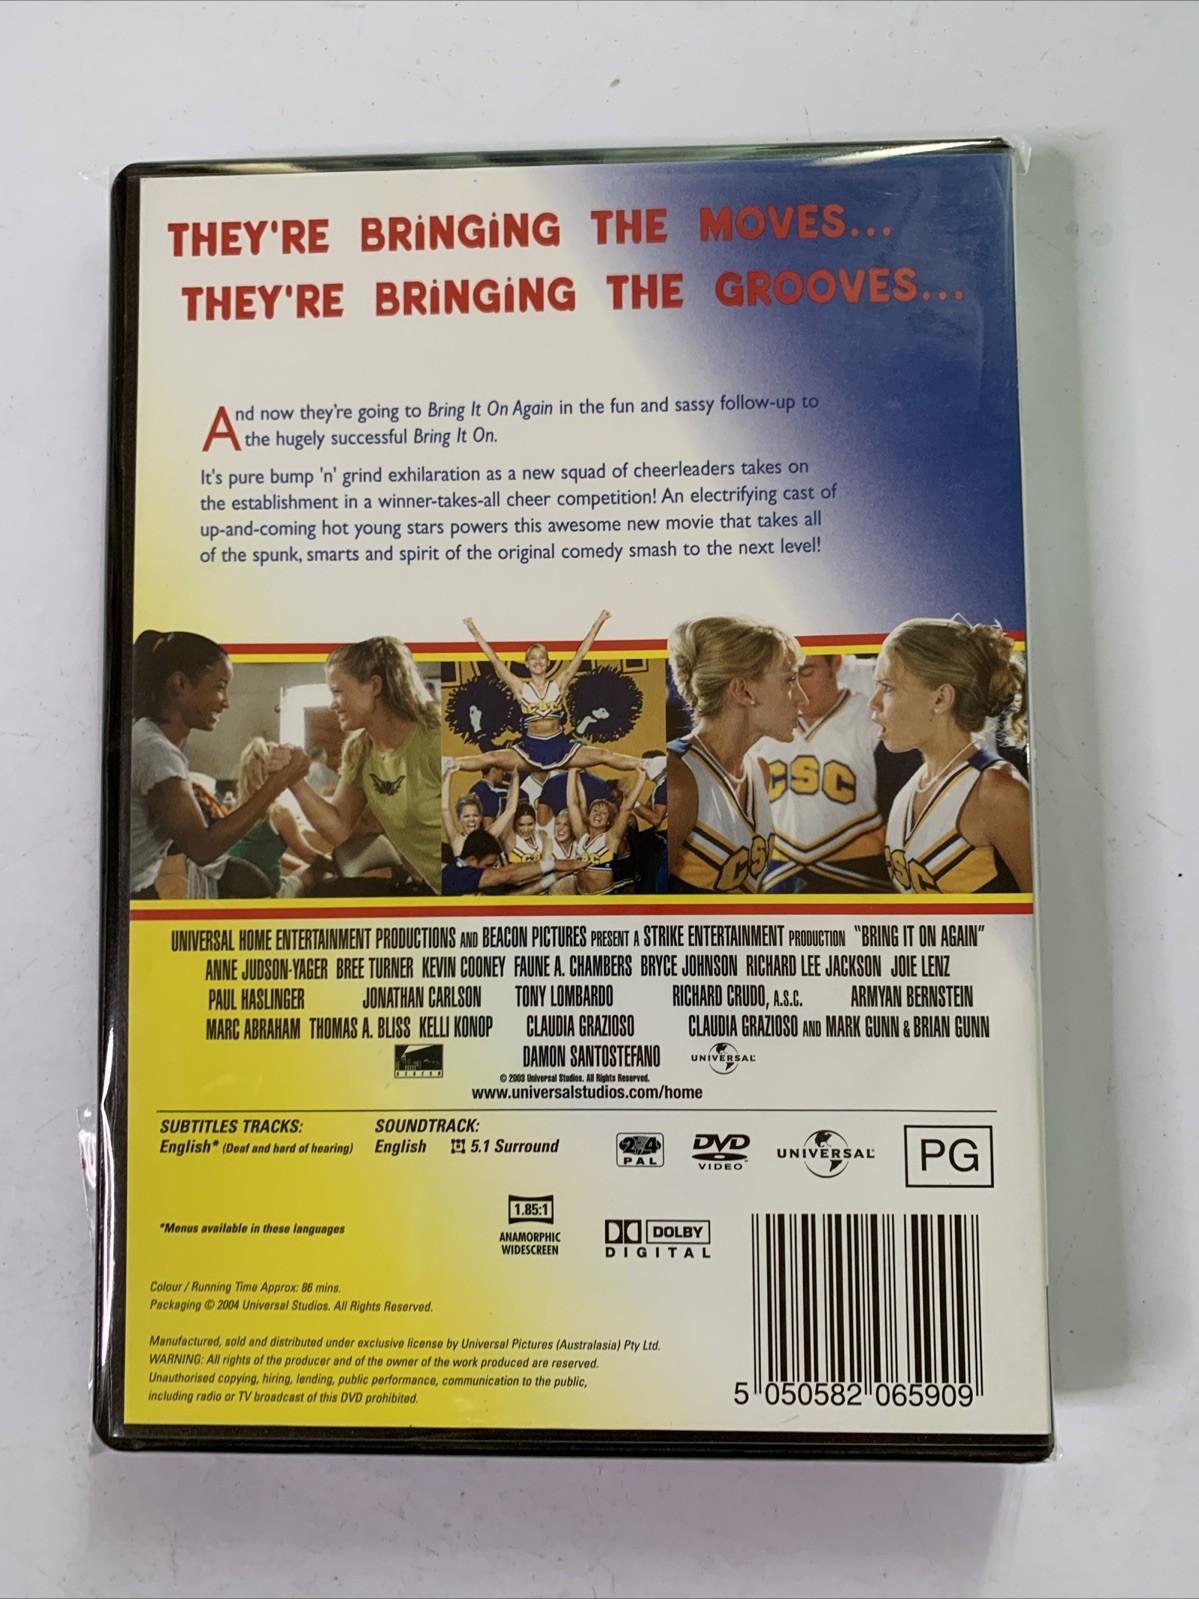 THEY'RE BRiNGiNG THE MOVES...
THEY'RE BRiNGiNG THE GROOVES...
And now they're going to Bring It On Again in the fun and sassy follow-up to
the hugely successful Bring It On.
It's pure bump 'n' grind exhilaration as a new squad of cheerleaders takes on
the establishment in a winner-takes-all cheer competition! An electrifying cast of
up-and-coming hot young stars powers this awesome new movie that takes all
of the spunk, smarts and spirit of the original comedy smash to the next level!
CSC
CSC
CSC
CSC
CSC
CSC
UNIVERSAL HOME ENTERTAINMENT PRODUCTIONS AND BEACON PICTURES PRESENT A STRIKE ENTERTAINMENT PRODUCTION "BRING IT ON AGAIN"
ANNE JUDSON-YAGER BREE TURNER KEVIN COONEY FAUNE A. CHAMBERS BRYCE JOHNSON RICHARD LEE JACKSON JOIE LENZ
PAUL HASLINGER JONATHAN CARLSON TONY LOMBARDO RICHARD CRUDO, A.S.C. ARMYAN BERNSTEIN
MARC ABRAHAM THOMAS A. BLISS KELLI KONOP CLAUDIA GRAZIOSO CLAUDIA GRAZIOSO AND MARK GUNN & BRIAN GUNN
BEACON DAMON SANTOSTEFANO UNIVERSAL
© 2003 Universal Studios. All Rights Reserved.
www.universalstudios.com/home
SUBTITLES TRACKS: SOUNDTRACK:
English* (Deaf and hard of hearing) English 5.1 Surround
2 4 PAL DVD VIDEO UNIVERSAL PG
*Menus available in these languages
1.85:1
ANAMORPHIC
WIDESCREEN
DOLBY
DIGITAL
Colour / Running Time Approx: 86 mins.
Packaging © 2004 Universal Studios. All Rights Reserved.
Manufactured, sold and distributed under exclusive license by Universal Pictures (Australasia) Pty Ltd.
WARNING: All rights of the producer and of the owner of the work produced are reserved.
Unauthorised copying, hiring, lending, public performance, communication to the public,
including radio or TV broadcast of this DVD prohibited.
5 050582 065909